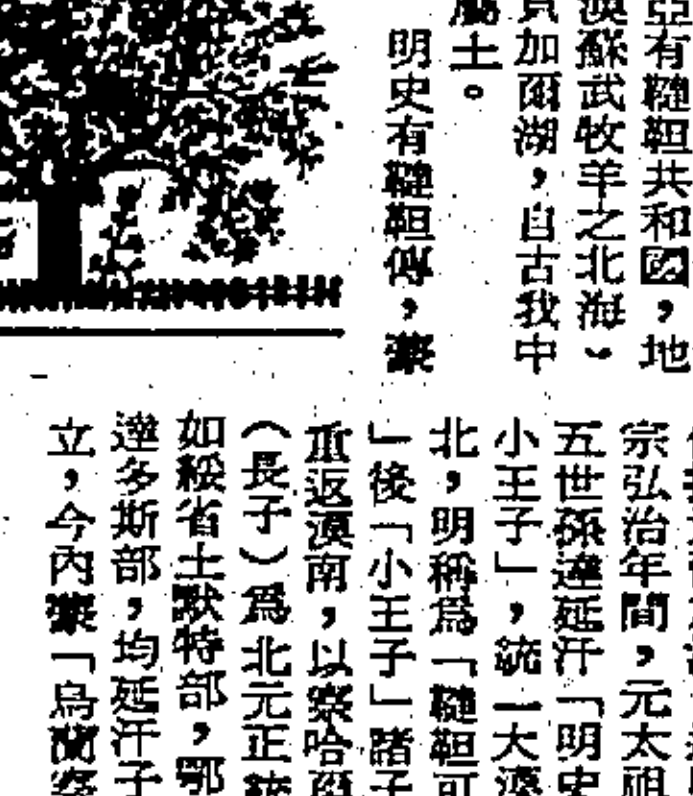 亞有韃靼共和國，地
漠蘇武牧羊之北海）
貝加爾湖，自古我中
屬土。
明史有韃靼傳，蒙
宗弘治年間，元太祖
五世孫達延汗「明史
小王子」，統一大漠
北，明稱爲「韃靼可
」後「小王子」諸子
重返漠南，以察哈爾
（長子）爲北元正統
如綏省土默特部，鄂
達多斯部，均延汗子
立，今內蒙「烏蘭